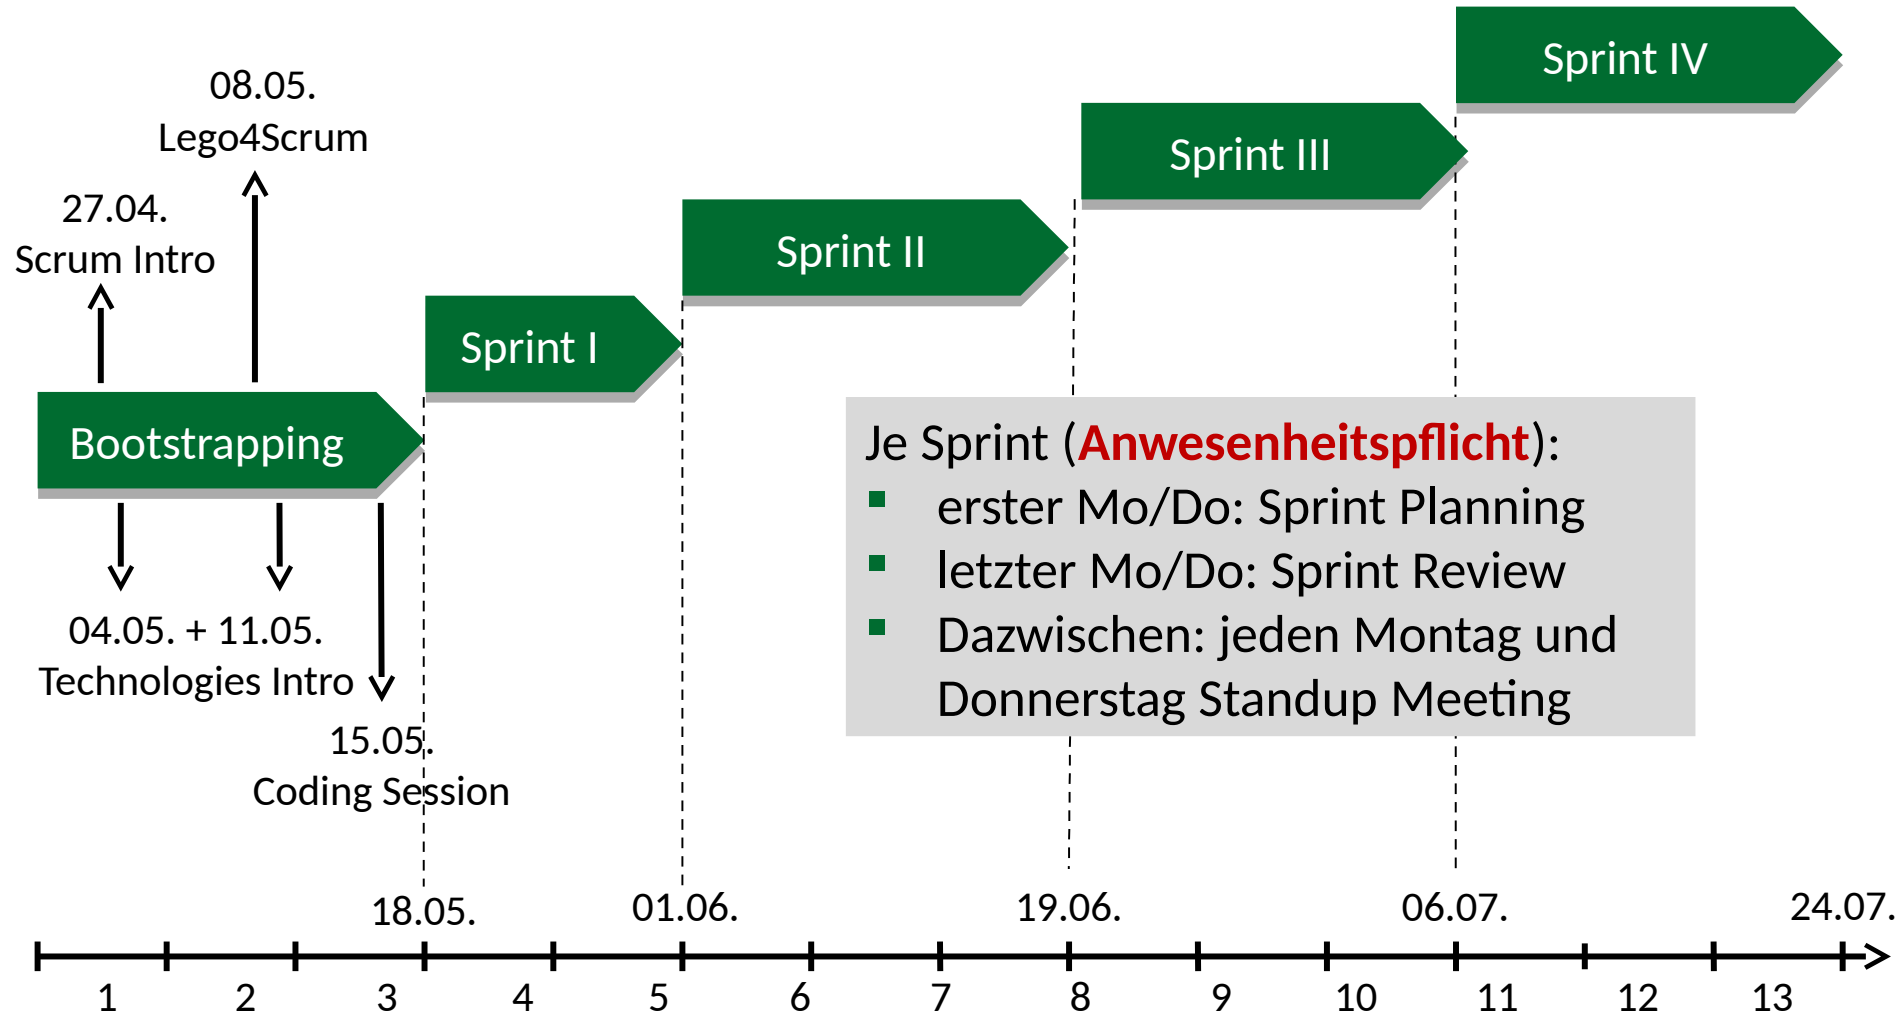 Sprint IV
08.05.
Lego4Scrum
Sprint III
27.04.
Scrum Intro
Sprint II
Sprint I
Bootstrapping
Je Sprint (Anwesenheitspflicht):
erster Mo/Do: Sprint Planning
letzter Mo/Do: Sprint Review
Dazwischen: jeden Montag und
Donnerstag Standup Meeting
04.05. + 11.05.
Technologies Intro
15.05.
Coding Session
18.05.
01.06.
19.06.
06.07.
24.07.
1 2 3 4 5 6 7 8 9 10 11 12 13